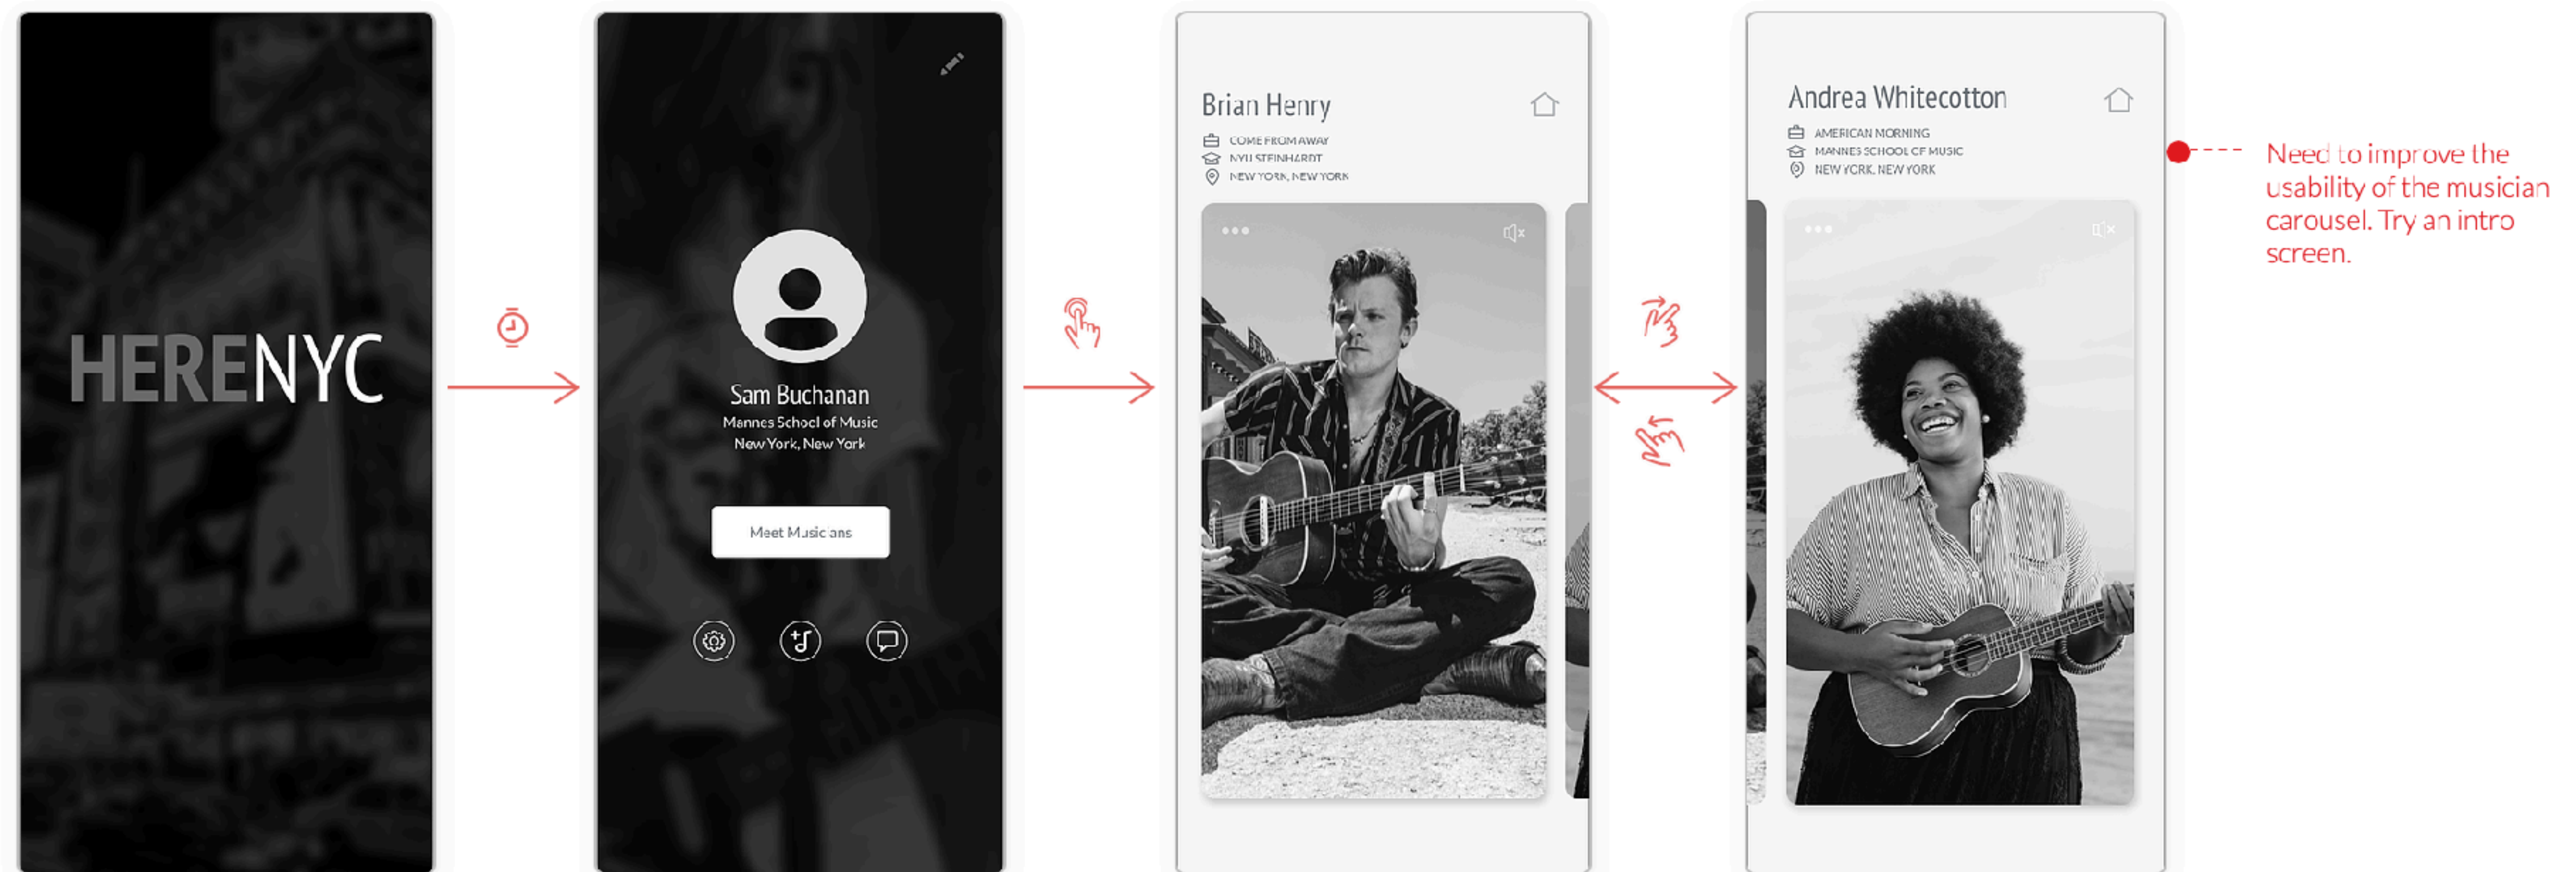 HERENYC
Sam Buchanan
Mannes School of Music
New York, New York
Meet Musicians
Brian Henry
COME FROM AWAY
NYU STEINHARDT
NEW YORK, NEW YORK
Andrea Whitecotton
AMERICAN MORNING
MANNES SCHOOL OF MUSIC
NEW YORK, NEW YORK
Need to improve the
usability of the musician
carousel. Try an intro
screen.